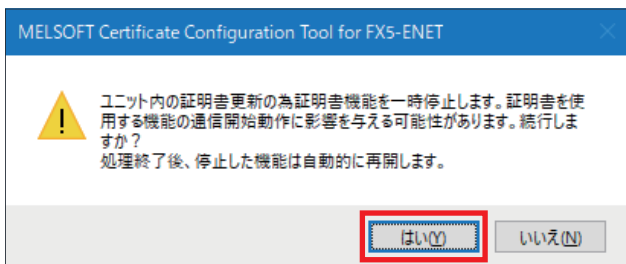 MELSOFT Certificate Configuration Tool for FX5-ENET
ユニット内の証明書更新の為証明書機能を一時停止します。証明書を使
用する機能の通信開始動作に影響を与える可能性があります。続行しま
すか？
処理終了後、停止した機能は自動的に再開します。
はい(Y)
いいえ(N)